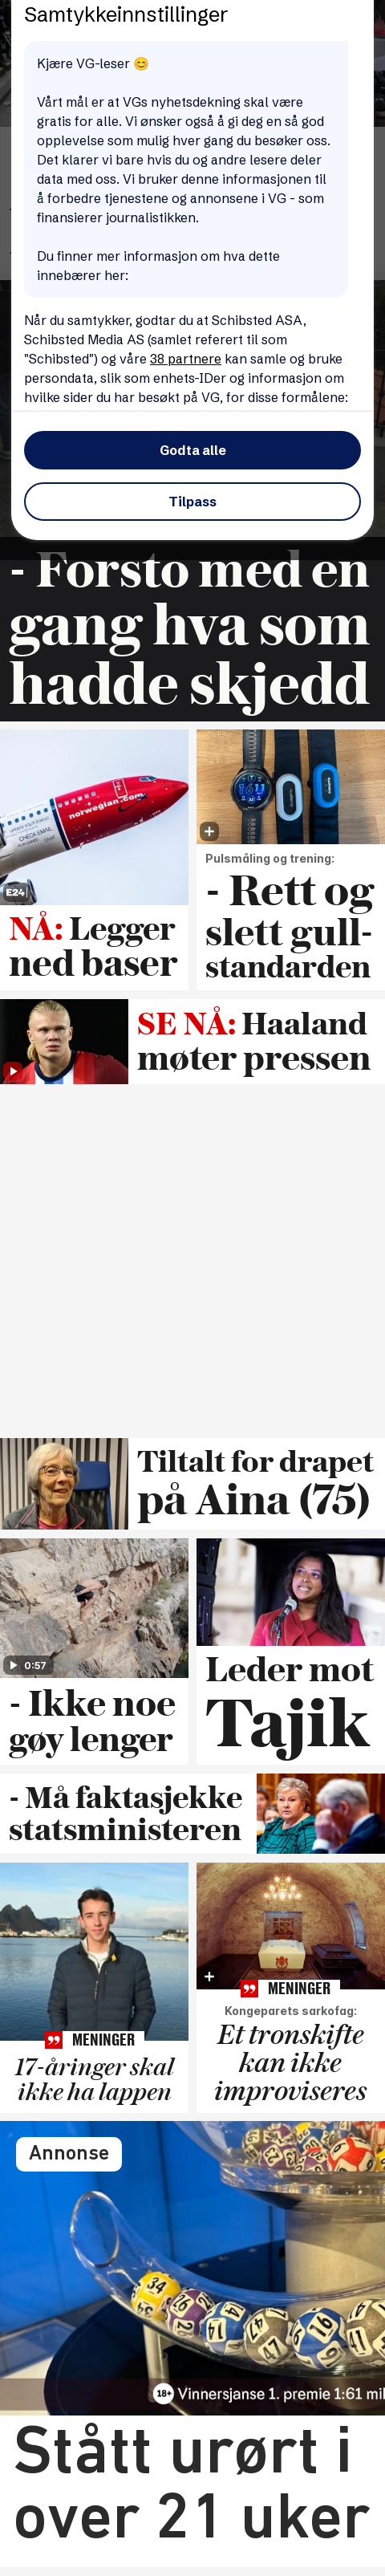 Samtykkeinnstillinger
Kjære VG-leser 😊
Vårt mål er at VGs nyhetsdekning skal være
gratis for alle. Vi ønsker også å gi deg en så god
opplevelse som mulig hver gang du besøker oss.
Det klarer vi bare hvis du og andre lesere deler
data med oss. Vi bruker denne informasjonen til
å forbedre tjenestene og annonsene i VG - som
finansierer journalistikken.
Du finner mer informasjon om hva dette
innebærer her:
Når du samtykker, godtar du at Schibsted ASA,
Schibsted Media AS (samlet referert til som
"Schibsted") og våre 38 partnere kan samle og bruke
persondata, slik som enhets-IDer og informasjon om
hvilke sider du har besøkt på VG, for disse formålene:
Godta alle
Tilpass
- Forsto med en
gang hva som
hadde skjedd
norwegian.com
UPDATE STATUS?
CHECK EMAIL
E24
NÅ: Legger
ned baser
Pulsmåling og trening:
- Rett og
slett gull-
standarden
SE NÅ: Haaland
møter pressen
Tiltalt for drapet
på Aina (75)
0:57
- Ikke noe
gøy lenger
Leder mot
Tajik
- Må faktasjekke
statsministeren
MENINGER
17-åringer skal
ikke ha lappen
MENINGER
Kongeparets sarkofag:
Et tronskifte
kan ikke
improviseres
Annonse
34
18+ Vinnersjanse 1. premie 1:61 mil
Stått urørt i
over 21 uker